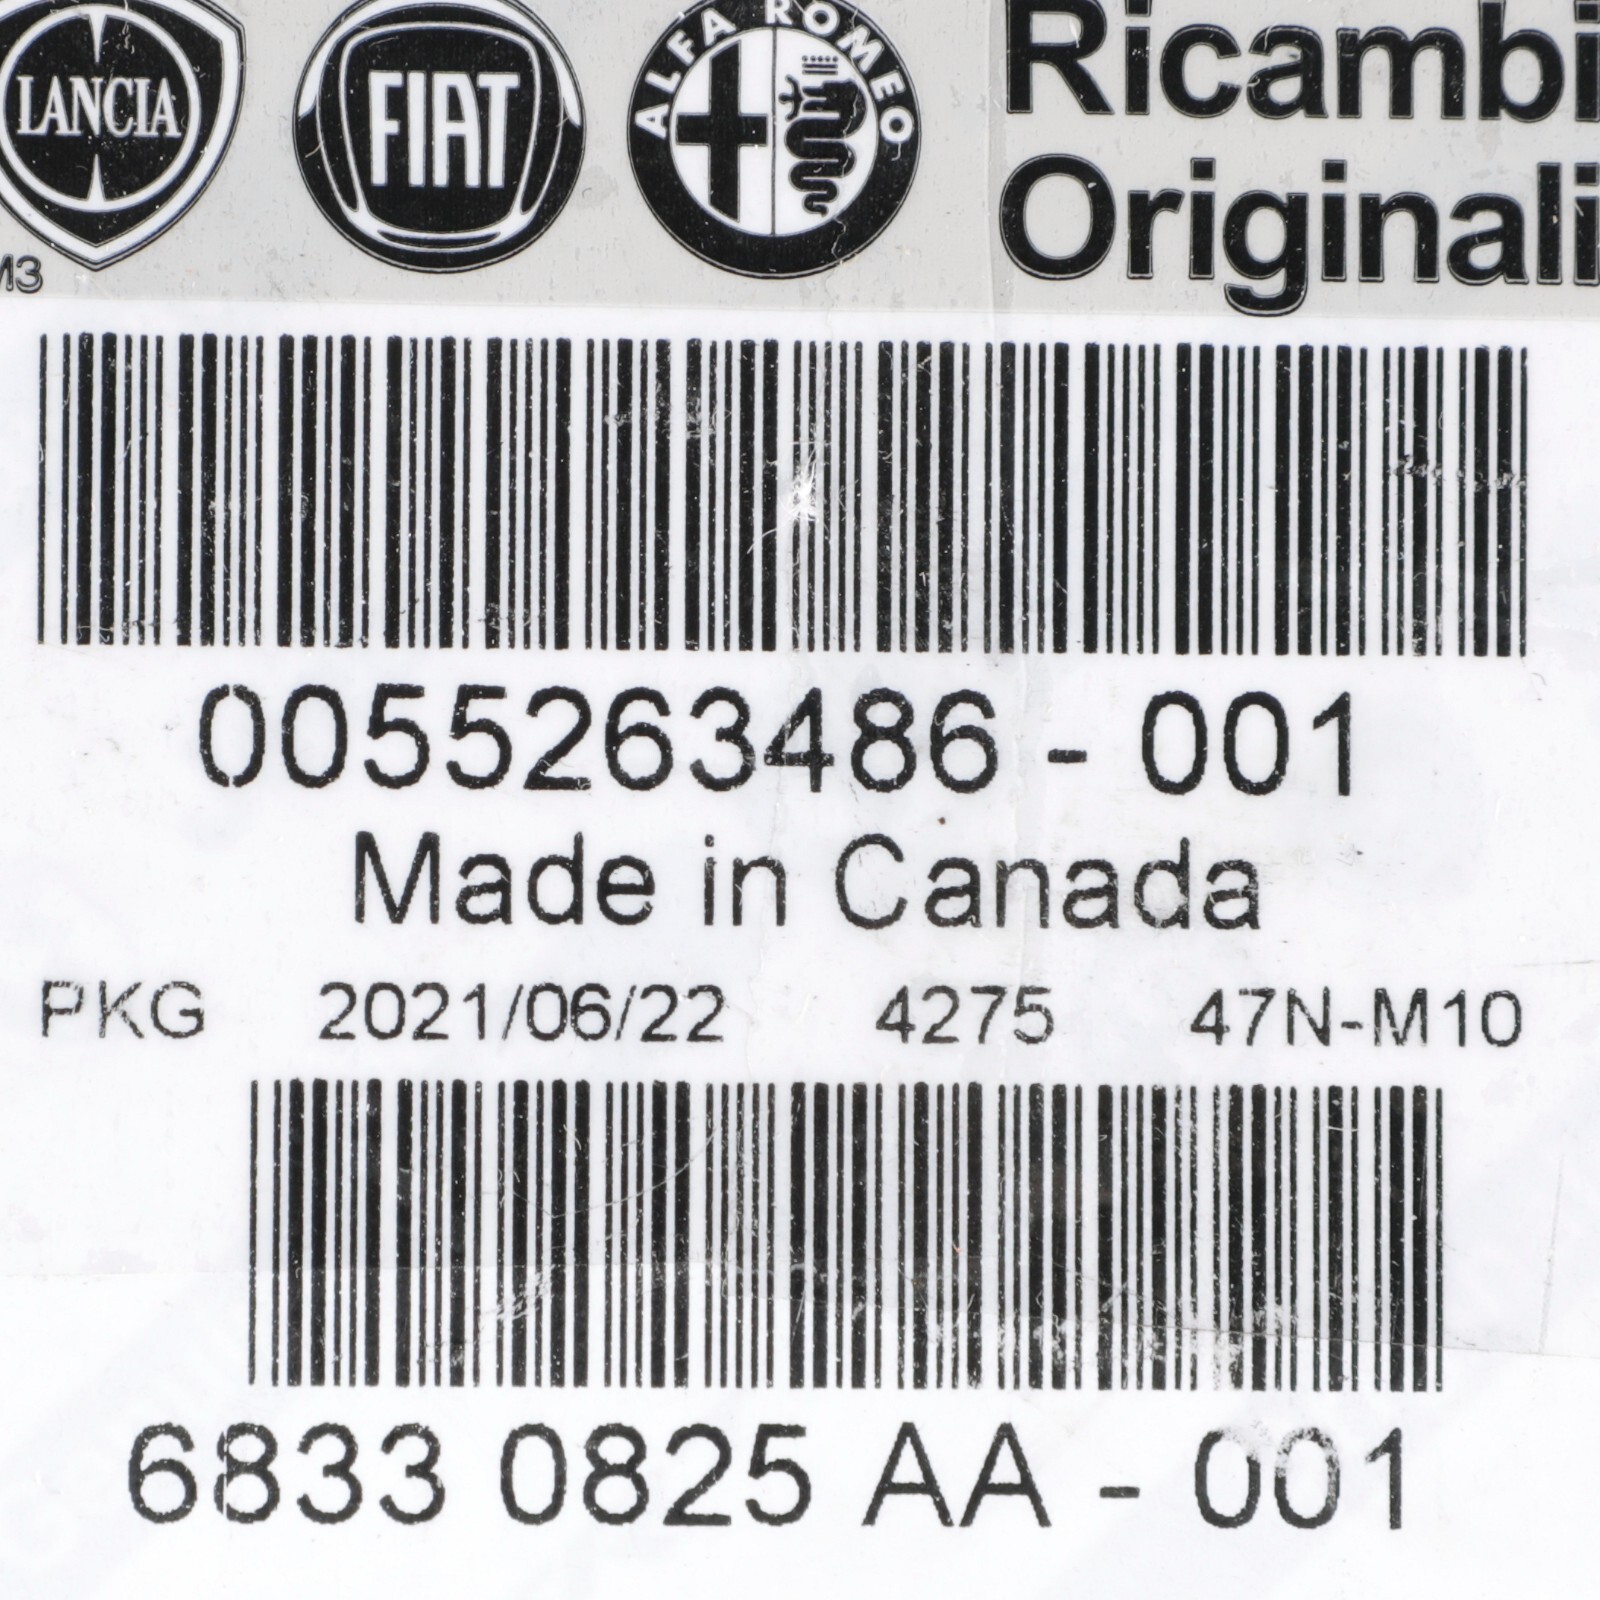 LANCIA FIAT ALFA ROMEO Ricambi
Originali
M3
0055263486 - 001
Made in Canada
PKG 2021/06/22 4275 47N-M10
6833 0825 AA - 001